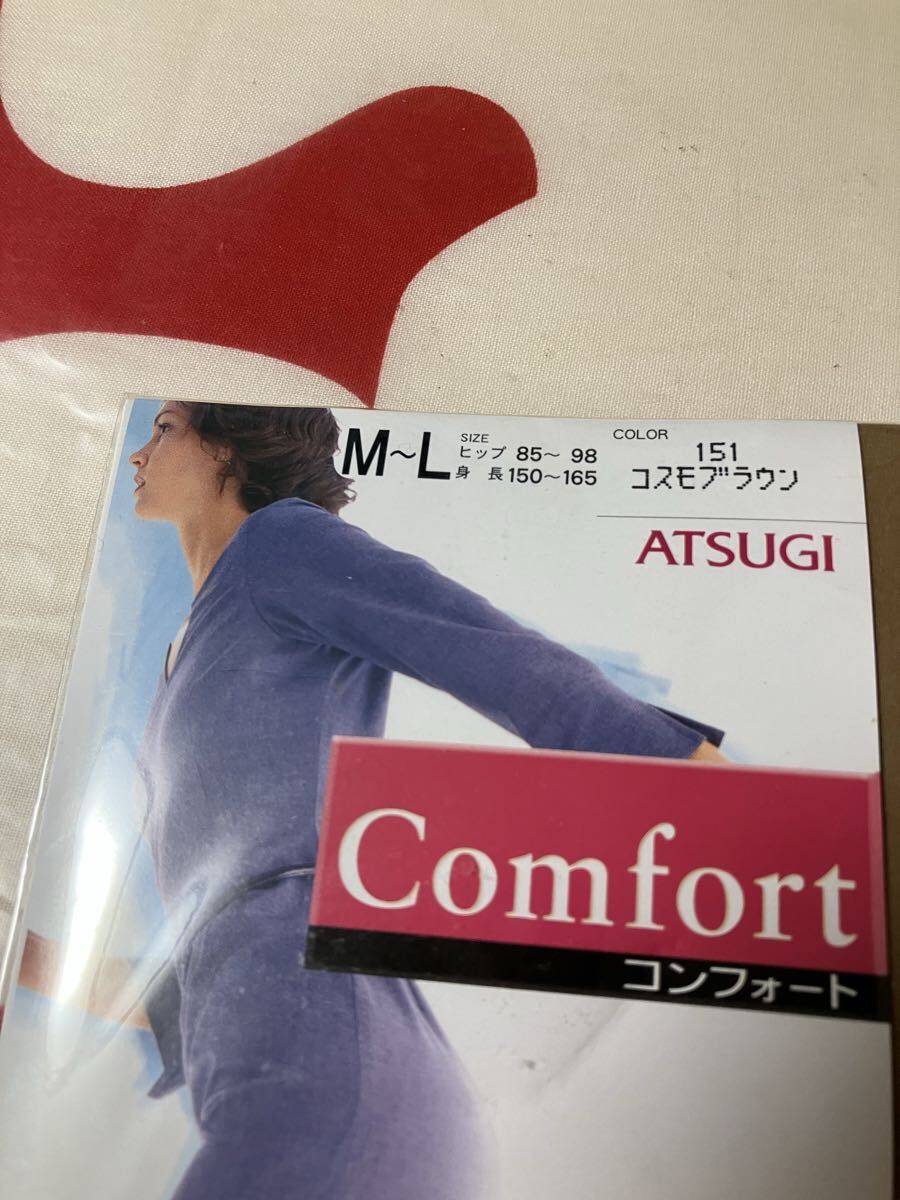 M～L
SIZE
ヒップ 85～ 98
身 長 150～165
COLOR
151
コスモブラウン
ATSUGI
Comfort
コンフォート